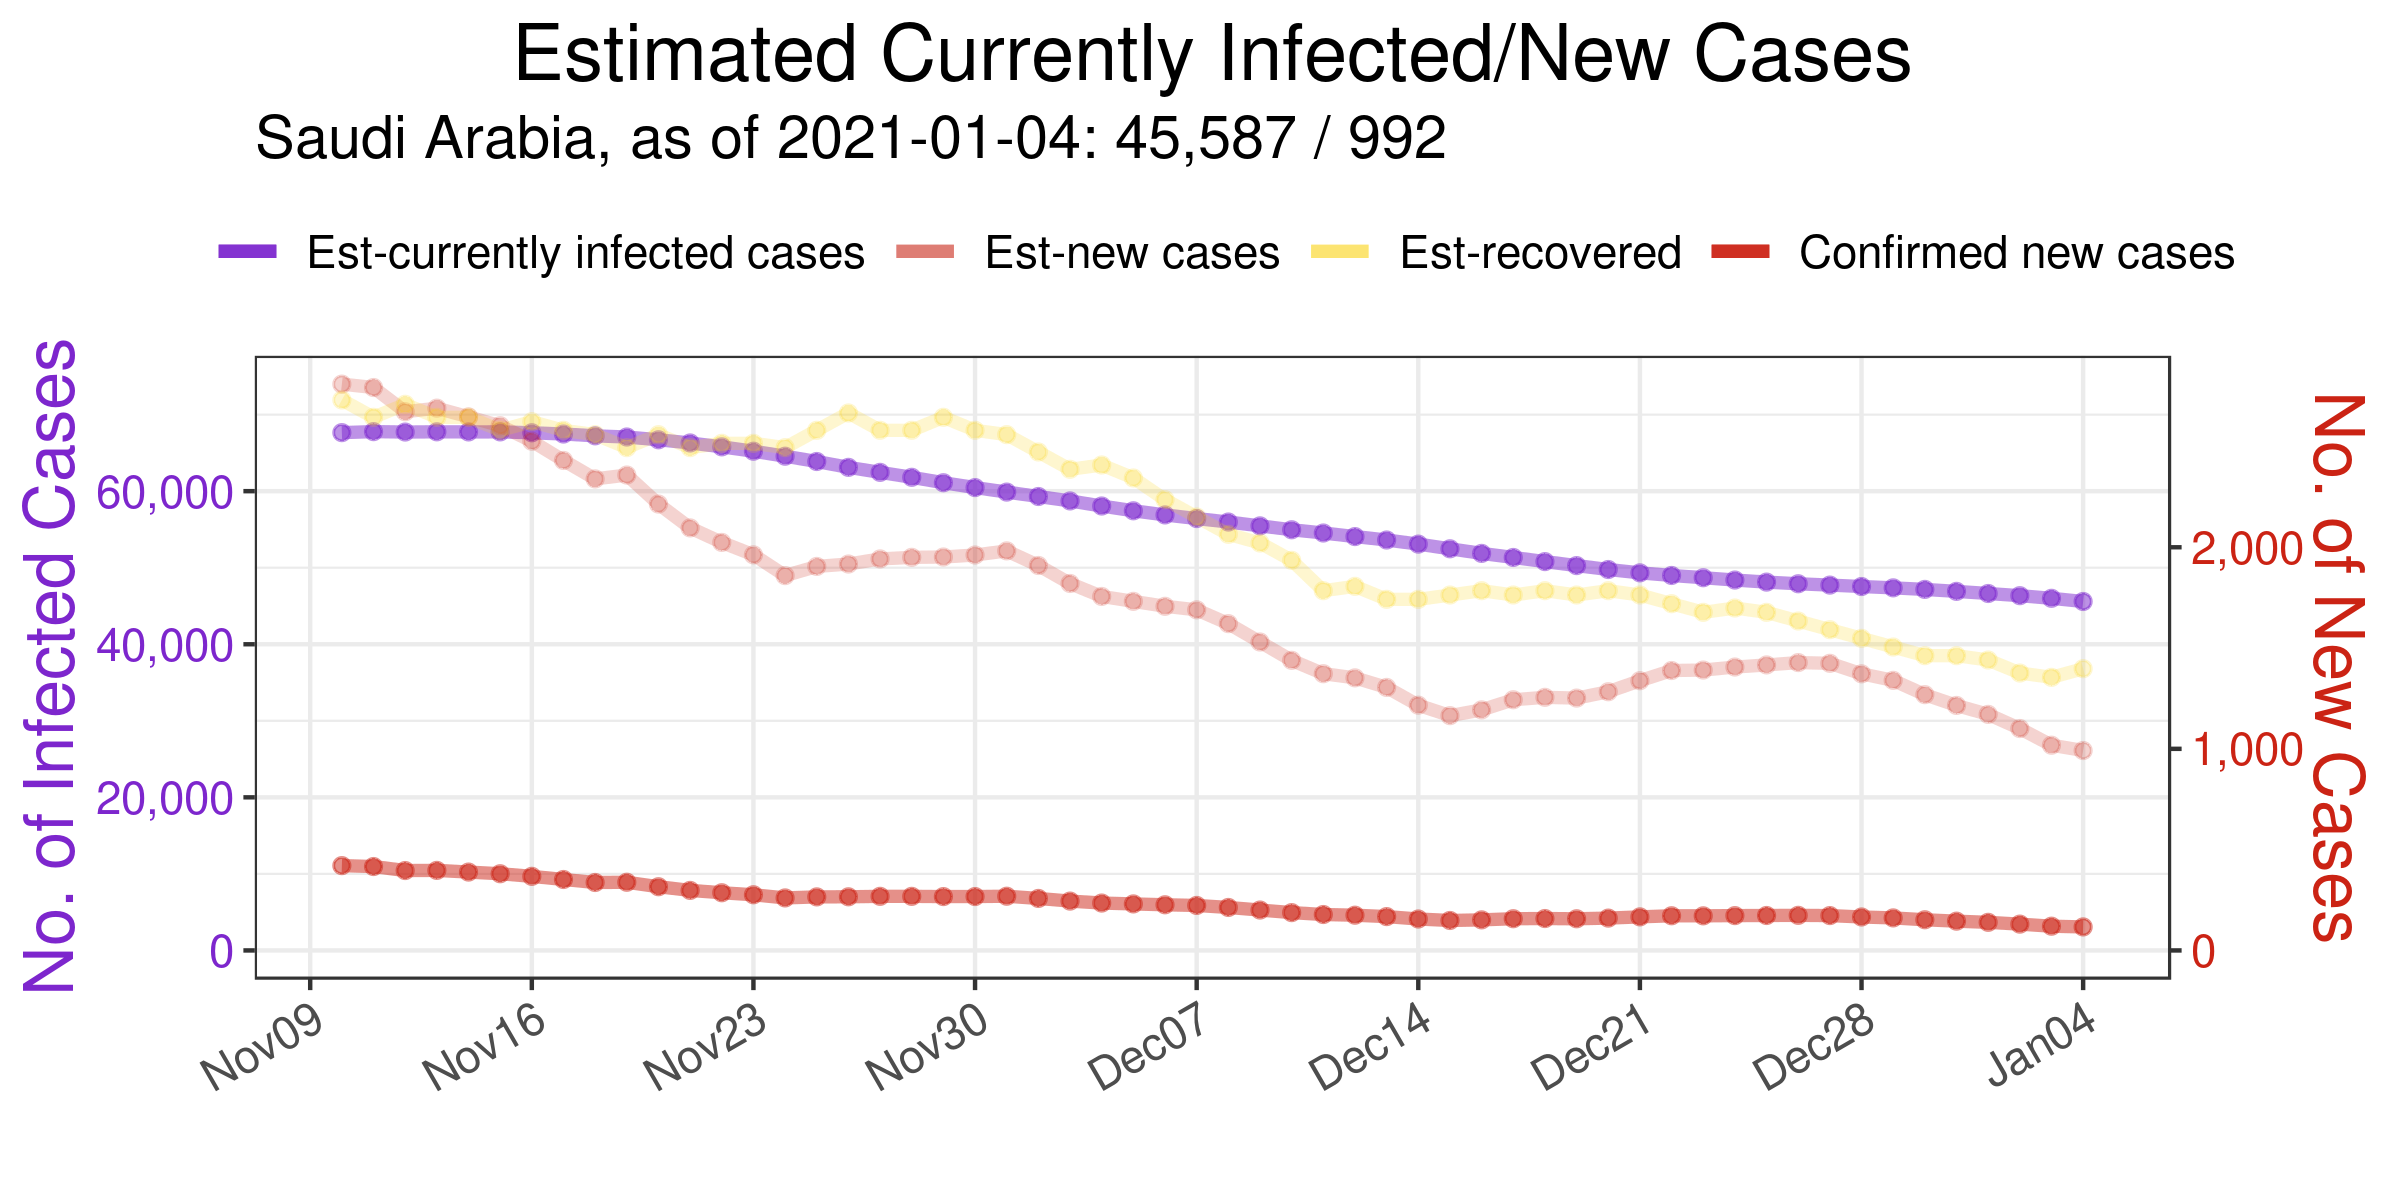 Estimated Currently Infected/New Cases
Saudi Arabia, as of 2021-01-04: 45,587 / 992
Est-currently infected cases Est-new cases Est-recovered Confirmed new cases
No. of Infected Cases
60,000
40,000
20,000
0
No. of New Cases
2,000
1,000
0
Nov09 Nov16 Nov23 Nov30 Dec07 Dec14 Dec21 Dec28 Jan04